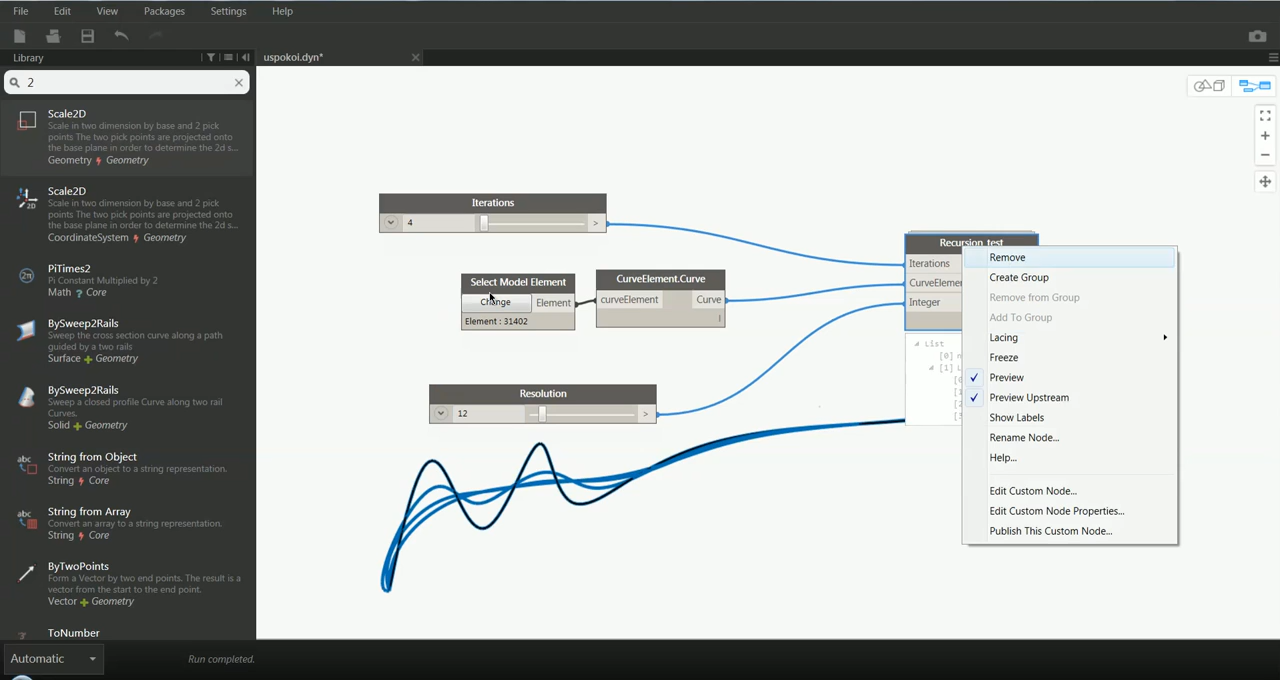 File Edit View Packages Settings Help
Library
uspokoi.dyn*
2
Scale2D
Scale in two dimension by base and 2 pick
points The two pick points are projected onto
the base plane in order to determine the 2d s...
Geometry Geometry
Scale2D
Scale in two dimension by base and 2 pick
points The two pick points are projected onto
the base plane in order to determine the 2d s...
CoordinateSystem Geometry
PiTimes2
Pi Constant Multiplied by 2
Math Core
BySweep2Rails
Sweep the cross section curve along a path
guided by a two rails
Surface Geometry
BySweep2Rails
Sweep a closed profile Curve along two rail
Curves.
Solid Geometry
String from Object
Convert an object to a string representation.
String Core
String from Array
Convert an array to a string representation.
String Core
ByTwoPoints
Form a Vector by two end points. The result is a
vector from the start to the end point.
Vector Geometry
ToNumber
Automatic
Run completed.
Iterations
4 >
Select Model Element
Change Element
Element : 31402
CurveElement.Curve
curveElement Curve
Resolution
12 >
Recursion_test
Iterations
CurveElemen
Integer
List
[0] n
[1] L
Remove
Create Group
Remove from Group
Add To Group
Lacing
Freeze
Preview
Preview Upstream
Show Labels
Rename Node...
Help...
Edit Custom Node...
Edit Custom Node Properties...
Publish This Custom Node...